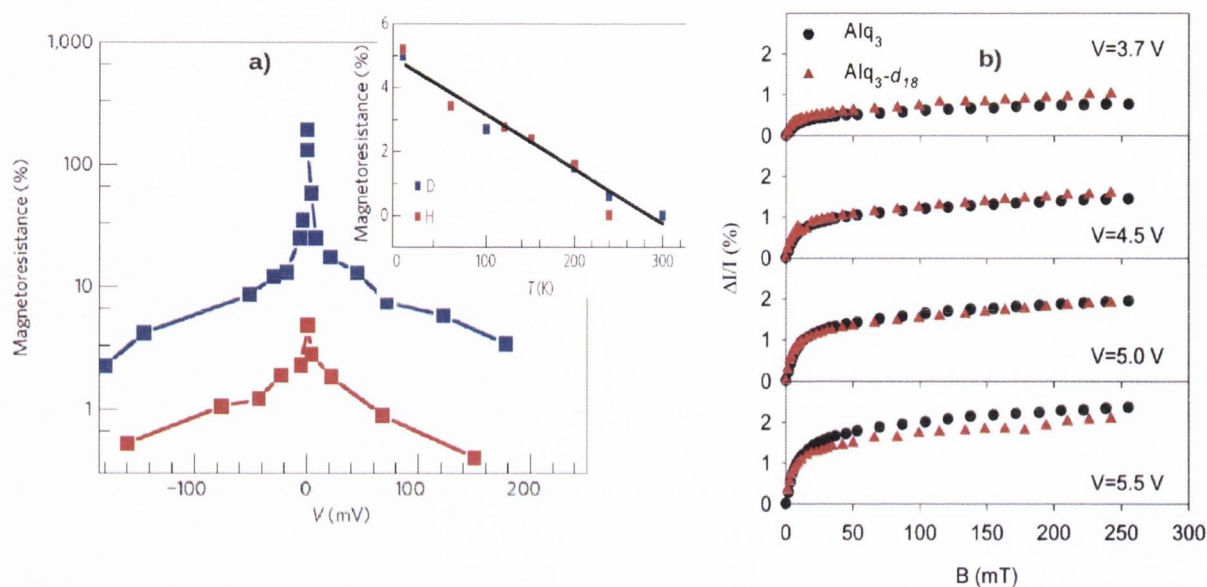 a)
1,000
100
10
1
Magnetoresistance (%)
−100
0
100
200
V (mV)
6
4
2
0
Magnetoresistance (%)
D
H
0
100
200
300
T(K)
b)
Alq3
Alq3-d18
V=3.7 V
2
1
0
V=4.5 V
2
1
0
V=5.0 V
2
1
0
V=5.5 V
2
1
0
ΔI/I (%)
0
50
100
150
200
250
300
B (mT)